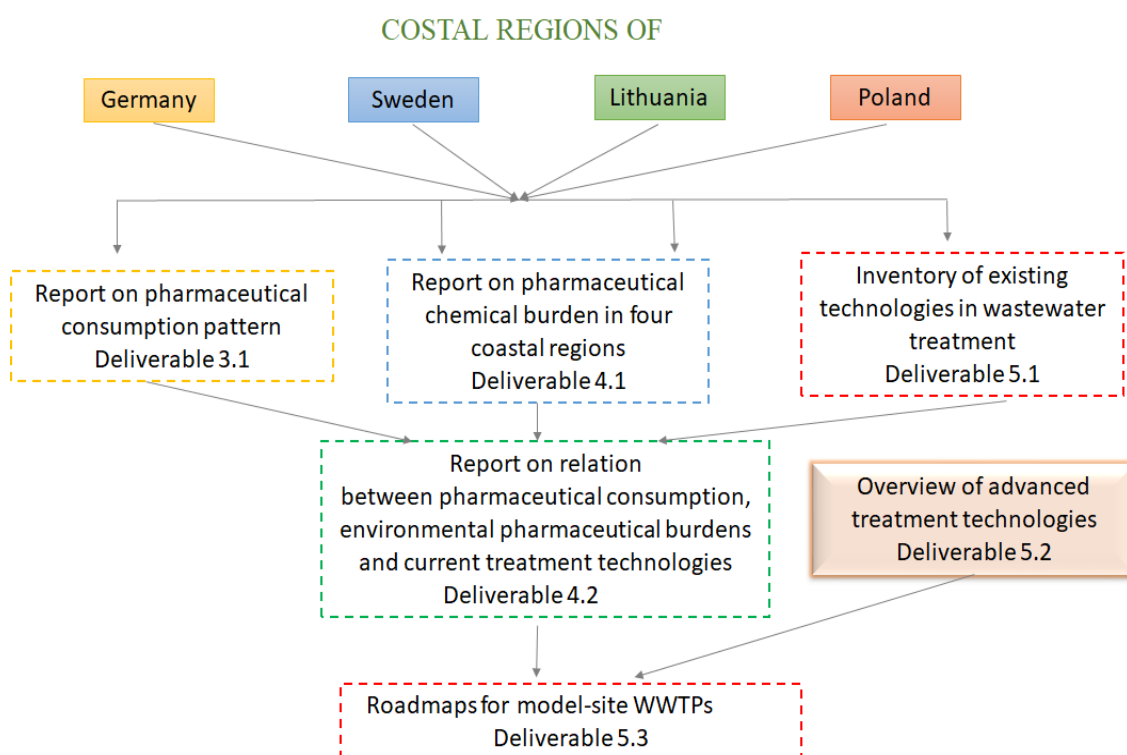 COSTAL REGIONS OF
Germany
Sweden
Lithuania
Poland
Report on pharmaceutical
consumption pattern
Deliverable 3.1
Report on pharmaceutical
chemical burden in four
coastal regions
Deliverable 4.1
Inventory of existing
technologies in wastewater
treatment
Deliverable 5.1
Report on relation
between pharmaceutical consumption,
environmental pharmaceutical burdens
and current treatment technologies
Deliverable 4.2
Overview of advanced
treatment technologies
Deliverable 5.2
Roadmaps for model-site WWTPs
Deliverable 5.3